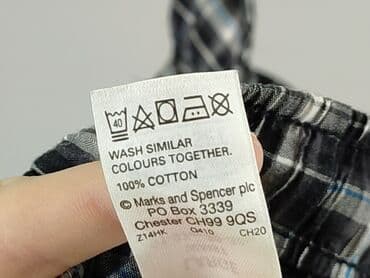 40
WASH SIMILAR
COLOURS TOGETHER.
100% COTTON
© Marks and Spencer plc
PO Box 3339
Chester CH99 9QS
Z14HK 0410 CH20